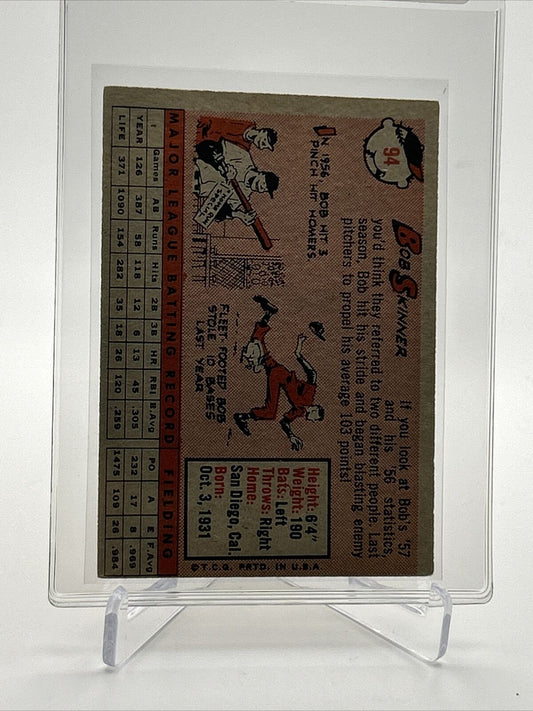 94
BOB SKINNER
If you look at Bob's '57
and his '56 statistics,
you'd think they referred to two different people. Last
season, Bob hit his stride and began blasting enemy
pitchers to propel his average 103 points!
IN 1956 BOB HIT 3
PINCH HIT HOMERS.
FLEET FOOTED BOB
STOLE 10 BASES
LAST YEAR
Height: 6'4"
Weight: 190
Bats: Left
Throws: Right
Home:
San Diego, Cal.
Born:
Oct. 3, 1931
©T.C.G. PRTD. IN U.S.A.
MAJOR LEAGUE BATTING RECORD FIELDING
Games AB Runs Hits 2B 3B HR RBI B.Avg PO A E F.Avg
YEAR 126 387 58 118 12 6 13 45 .305 232 17 8 .969
LIFE 371 1090 154 282 35 18 26 120 .259 1475 109 26 .984